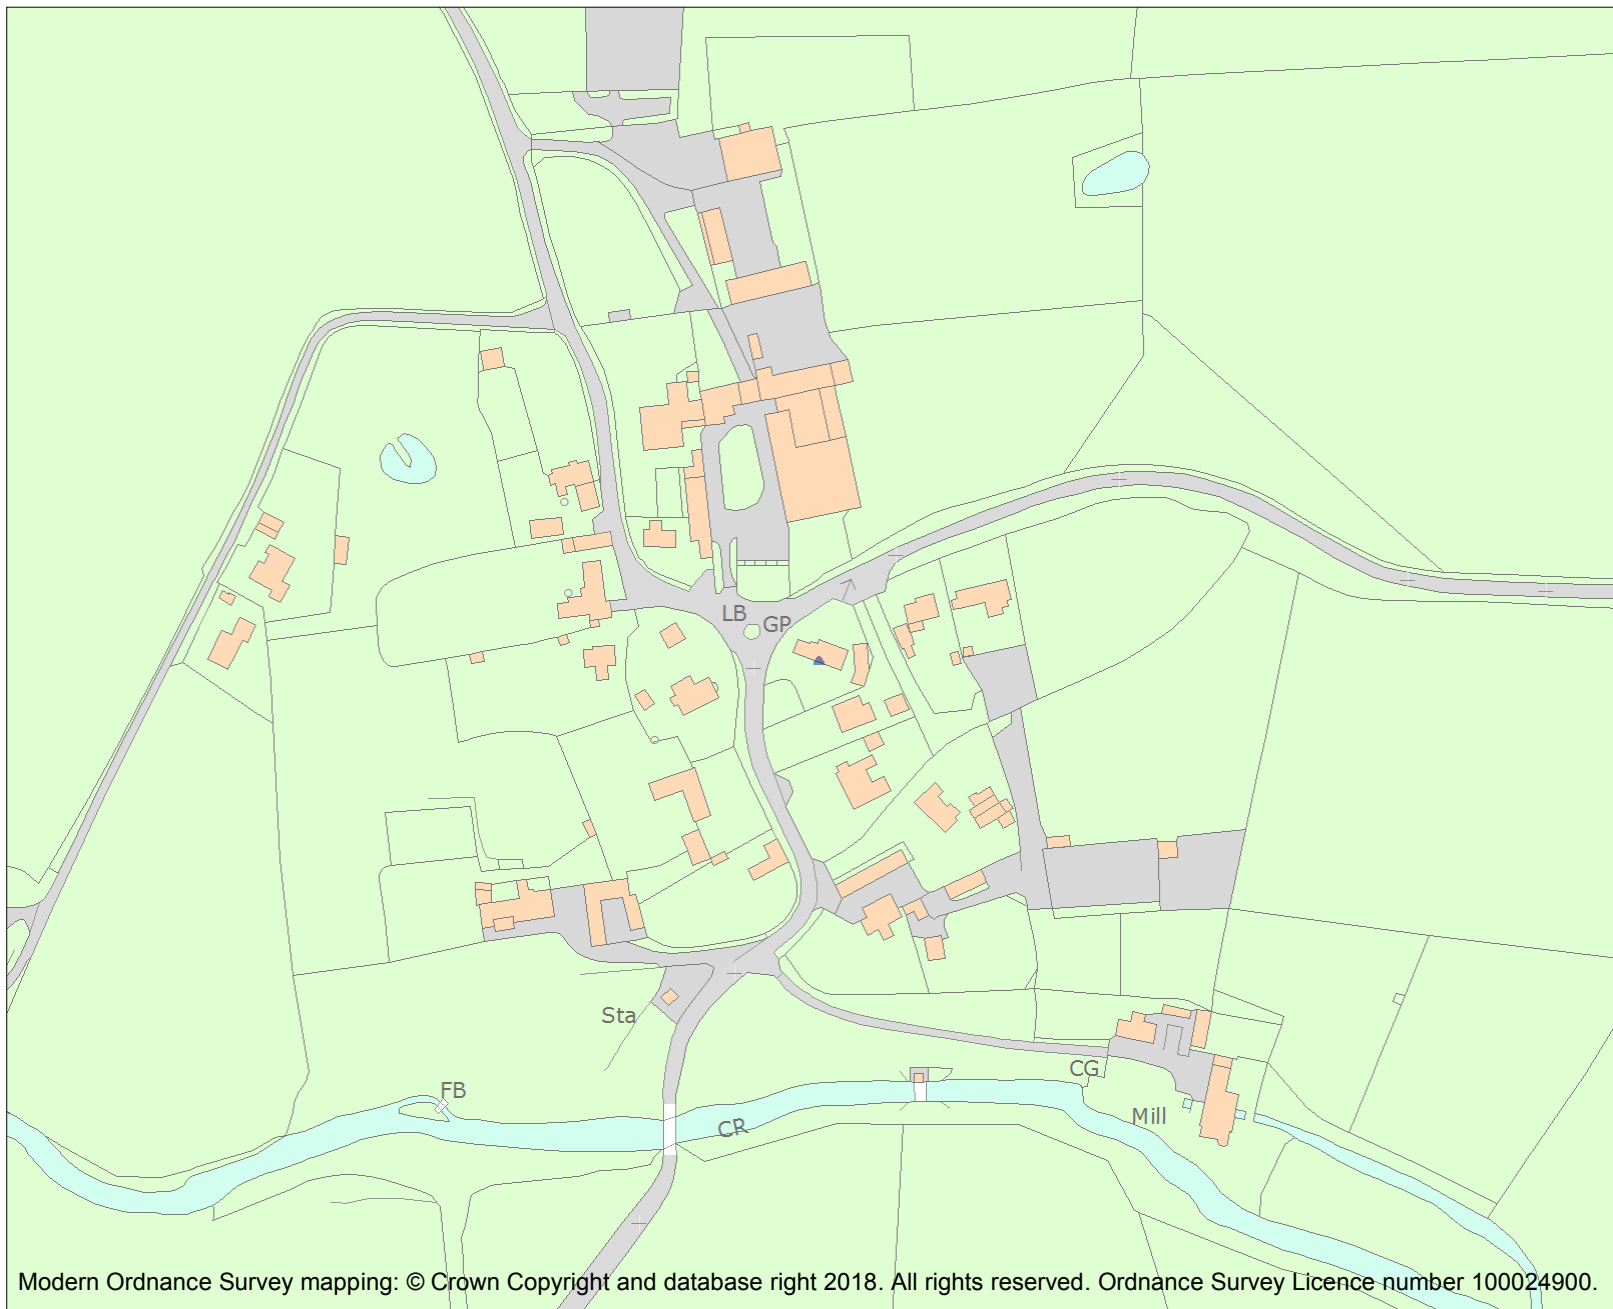 LB
GP
Sta
FB
CR
CG
Mill
Modern Ordnance Survey mapping: © Crown Copyright and database right 2018. All rights reserved. Ordnance Survey Licence number 100024900.